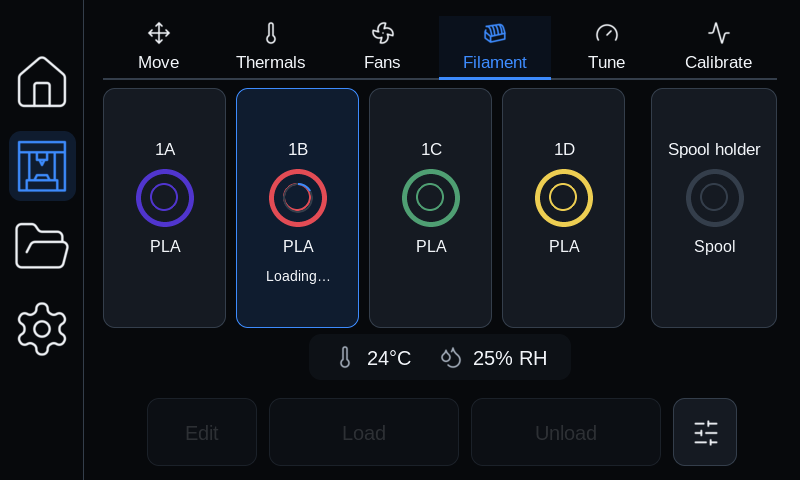 Move
Thermals
Fans
Filament
Tune
Calibrate
1A
PLA
1B
PLA
Loading…
1C
PLA
1D
PLA
Spool holder
Spool
24°C
25% RH
Edit
Load
Unload